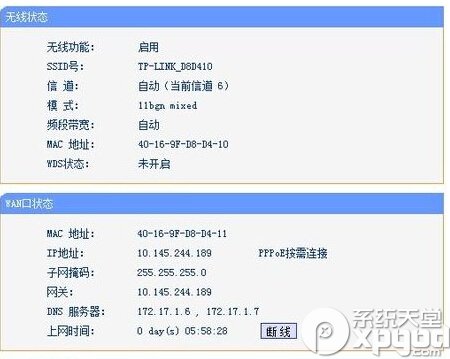 无线状态
无线功能： 启用
SSID号： TP-LINK_D8D410
信 道： 自动（当前信道 6）
模 式： 11bgn mixed
频段带宽： 自动
MAC 地址： 40-16-9F-D8-D4-10
WDS状态： 未开启
WAN口状态
MAC 地址： 40-16-9F-D8-D4-11
IP地址： 10.145.244.189 PPPoE按需连接
子网掩码： 255.255.255.0
网关： 10.145.244.189
DNS 服务器： 172.17.1.6 , 172.17.1.7
上网时间： 0 day(s) 05:58:28 断线
系统天堂
xpgod